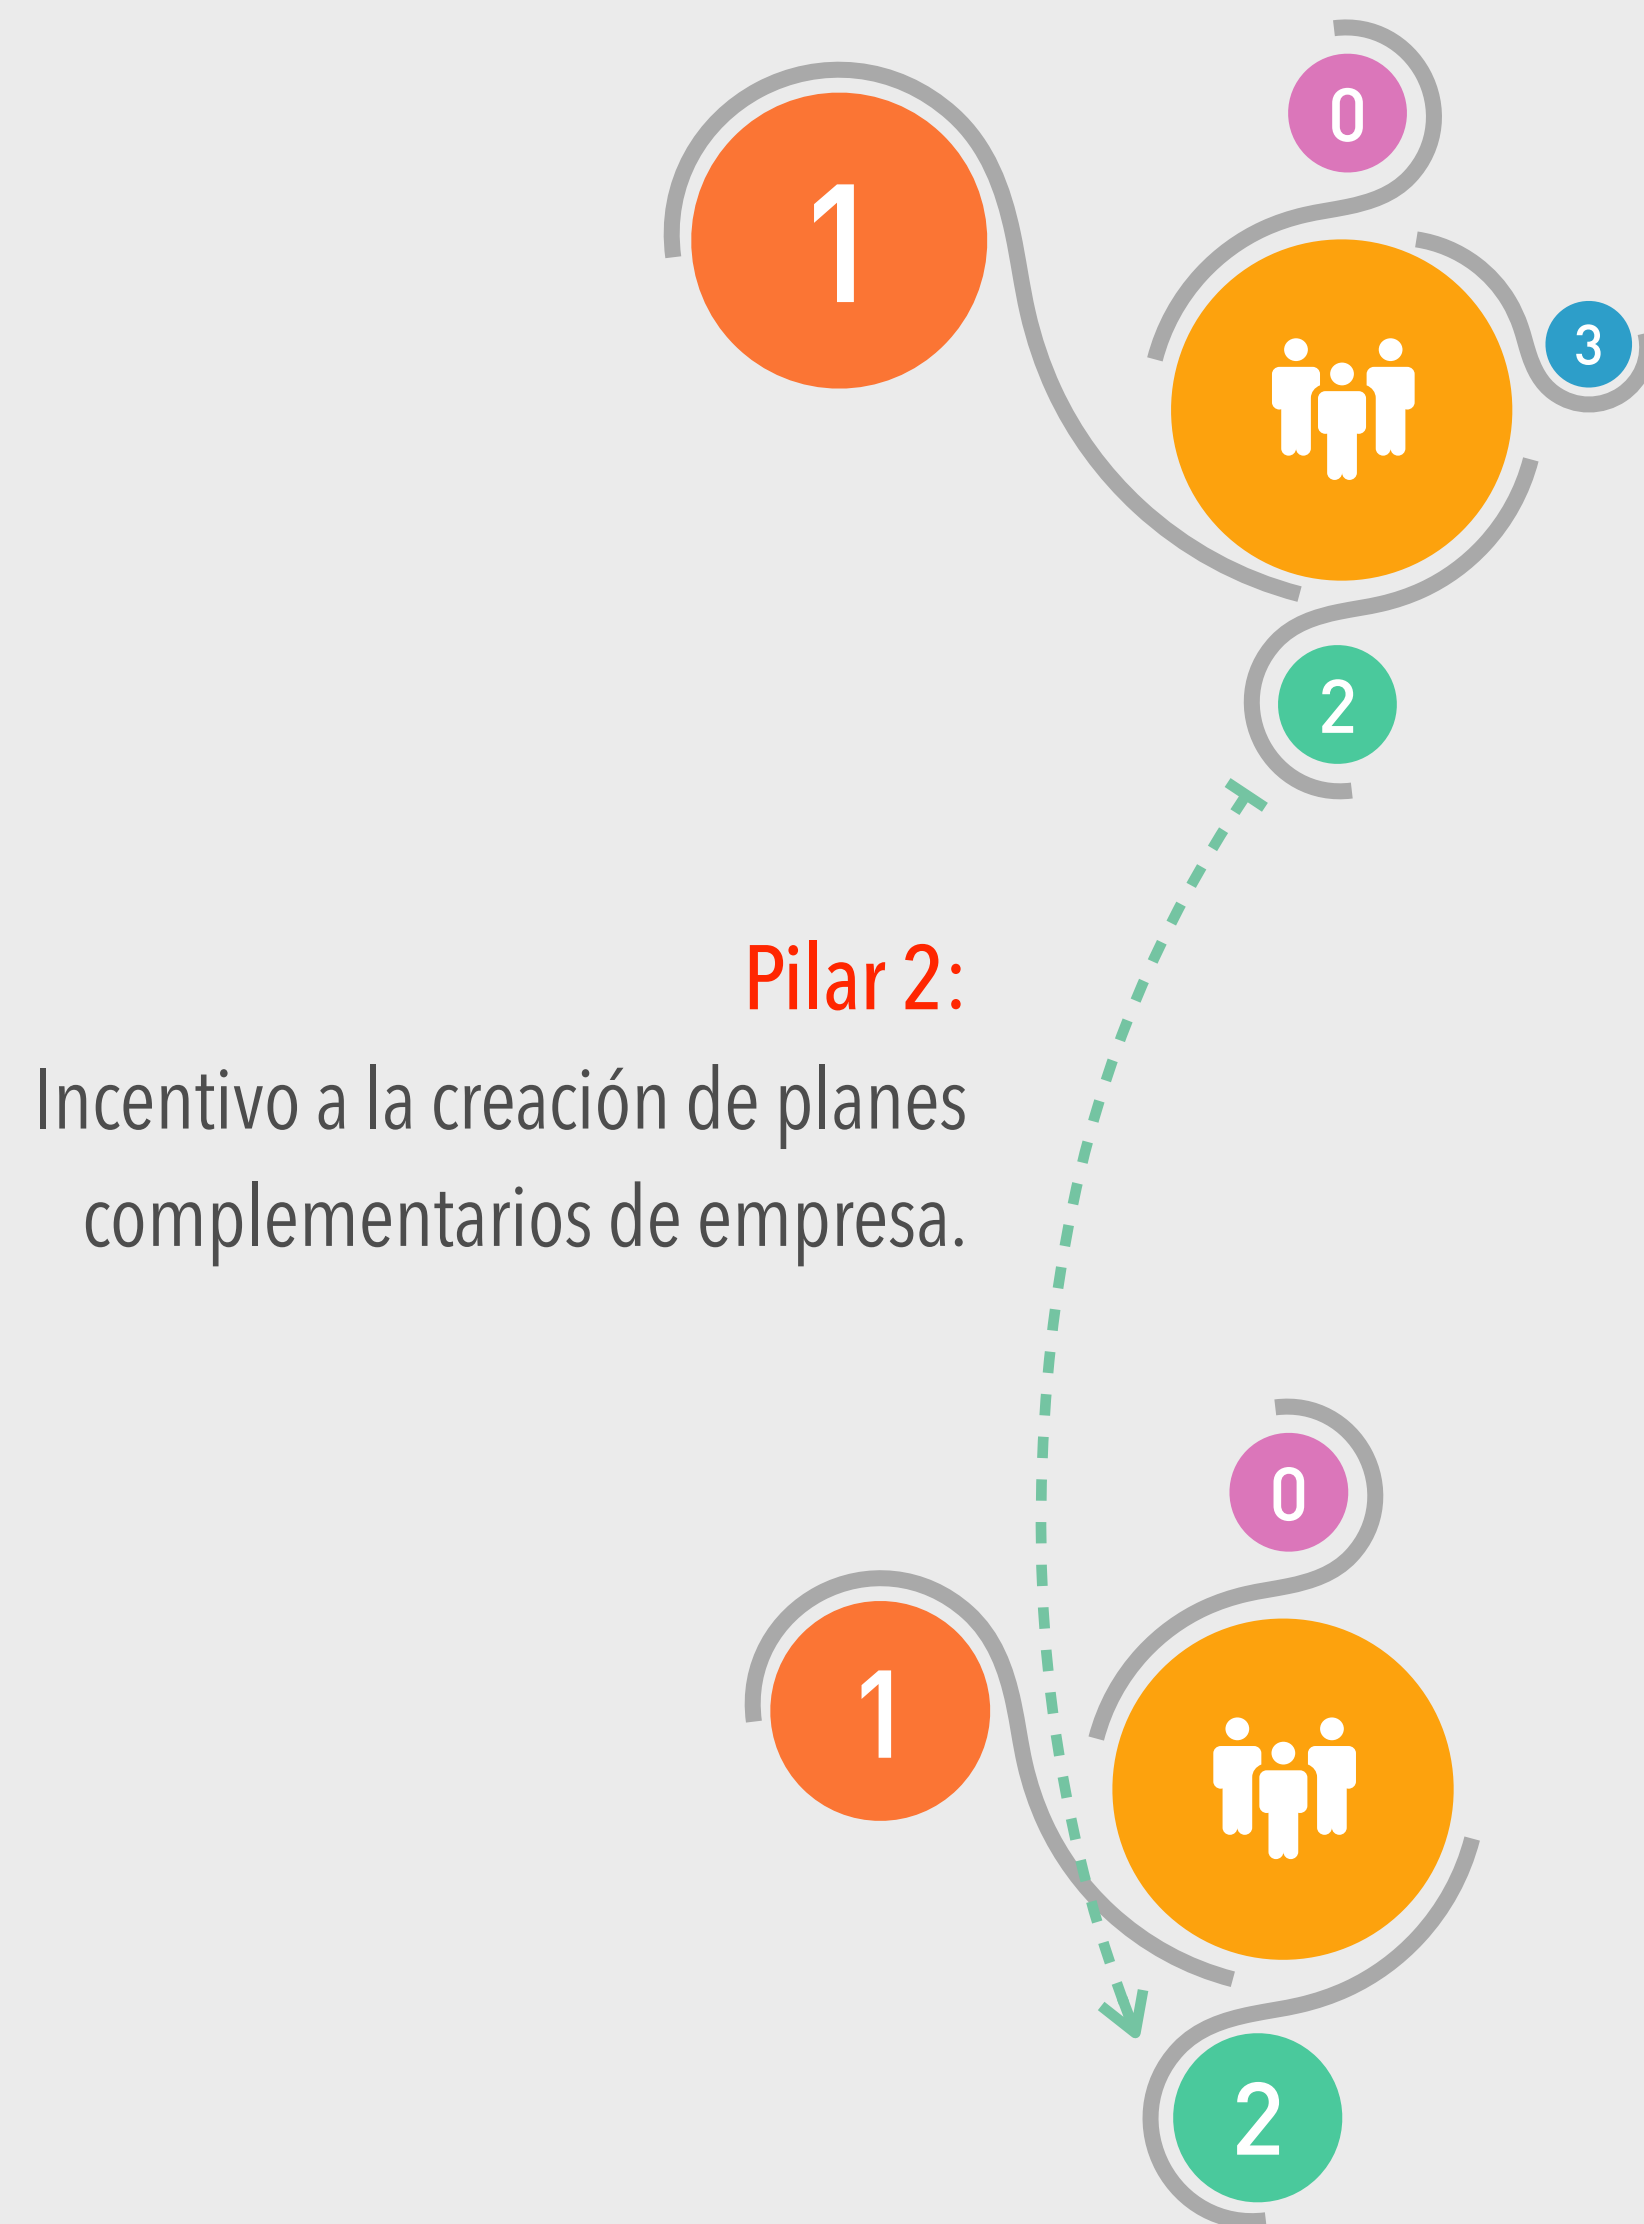 0
1
3
2
Pilar 2:
Incentivo a la creación de planes
complementarios de empresa.
0
1
2